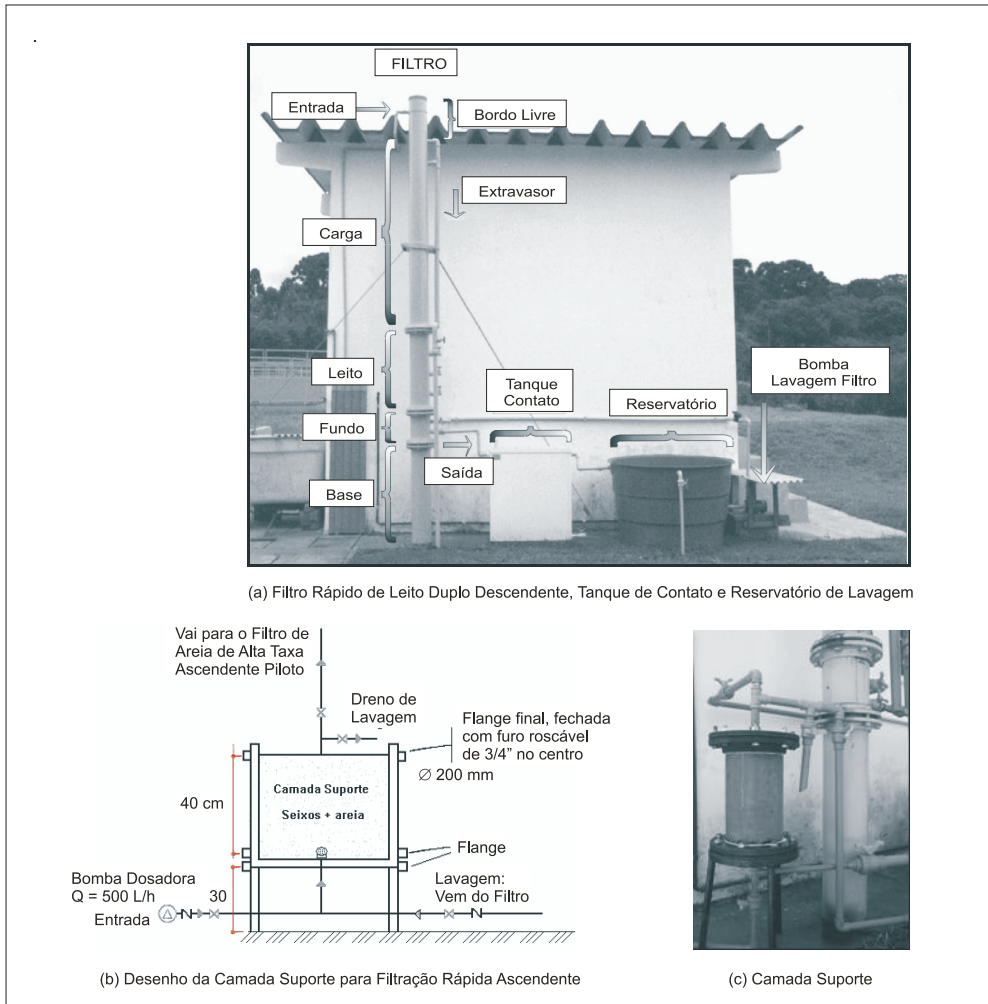 FILTRO
Entrada
Bordo Livre
Extravasor
Carga
Bomba
Lavagem Filtro
Leito
Tanque
Contato
Reservatório
Fundo
Saída
Base
(a) Filtro Rápido de Leito Duplo Descendente, Tanque de Contato e Reservatório de Lavagem
Vai para o Filtro de
Areia de Alta Taxa
Ascendente Piloto
Dreno de
Lavagem
Flange final, fechada
com furo roscável
de 3/4" no centro
Ø 200 mm
40 cm
Camada Suporte
Seixos + areia
Flange
Bomba Dosadora
Q = 500 L/h
Entrada
30
Lavagem:
Vem do Filtro
(b) Desenho da Camada Suporte para Filtração Rápida Ascendente
(c) Camada Suporte